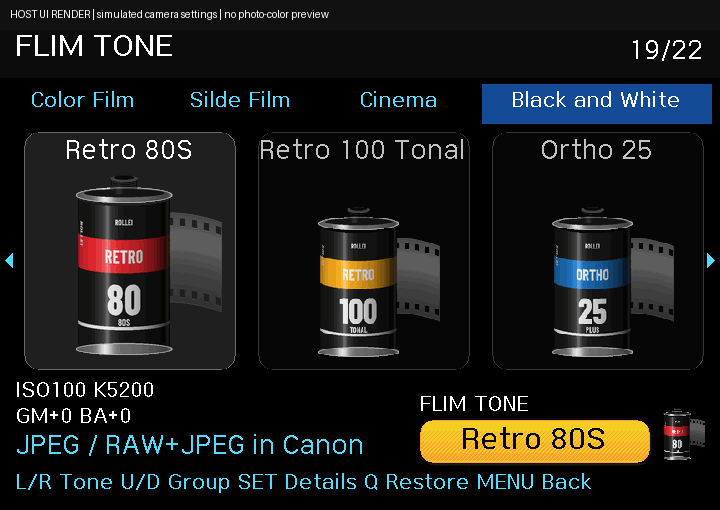 HOST UI RENDER | simulated camera settings | no photo-color preview
FLIM TONE
19/22
Color Film
Silde Film
Cinema
Black and White
Retro 80S
Retro 100 Tonal
Ortho 25
ROLLEI
RETRO
80
80S
ROLLEI
RETRO
100
TONAL
ROLLEI
ORTHO
25
PLUS
ISO100 K5200
GM+0 BA+0
JPEG / RAW+JPEG in Canon
FLIM TONE
Retro 80S
RETRO
80
L/R Tone U/D Group SET Details Q Restore MENU Back